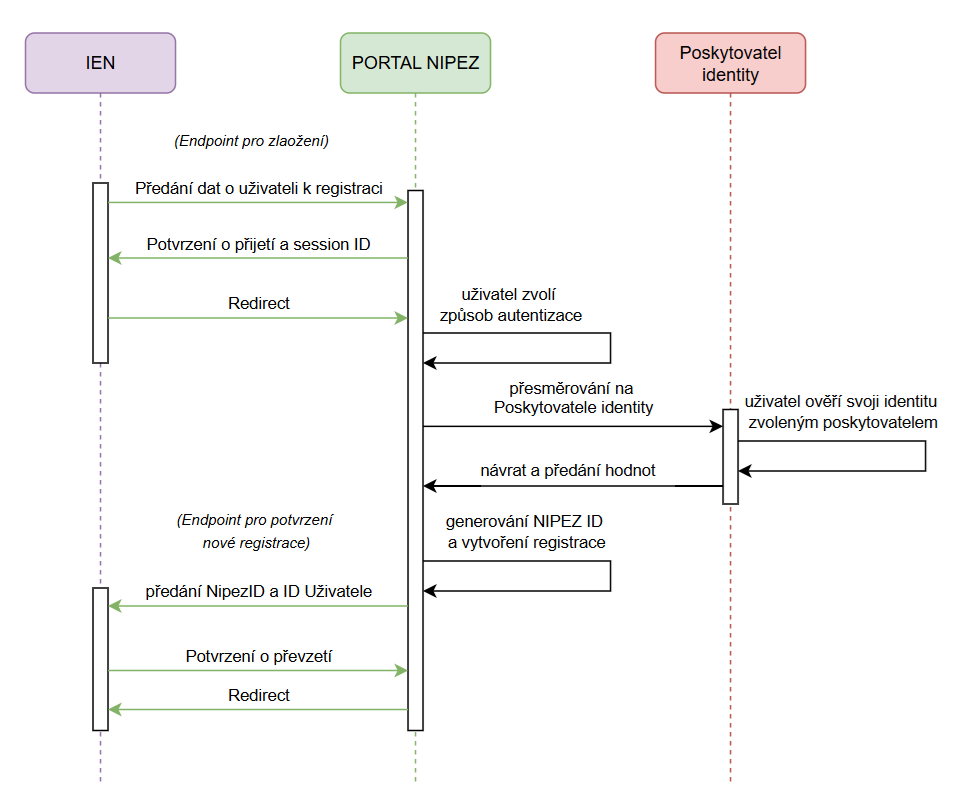 IEN
PORTAL NIPEZ
Poskytovatel
identity
(Endpoint pro zlaožení)
Předání dat o uživateli k registraci
Potvrzení o přijetí a session ID
Redirect
uživatel zvolí
způsob autentizace
přesměrování na
Poskytovatele identity
uživatel ověří svoji identitu
zvoleným poskytovatelem
návrat a předání hodnot
(Endpoint pro potvrzení
nové registrace)
generování NIPEZ ID
a vytvoření registrace
předání NipezID a ID Uživatele
Potvrzení o převzetí
Redirect